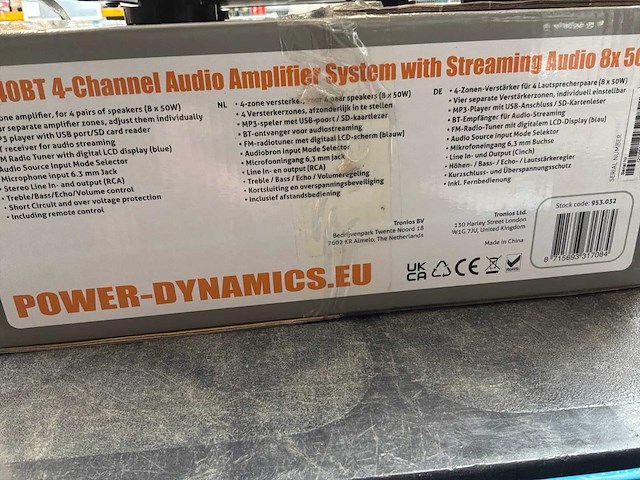 40BT 4-Channel Audio Amplifier System with Streaming Audio 8x 50
one amplifier, for 4 pairs of speakers (8 x 50W)
separate amplifier zones, adjust them individually
player with USB port/SD card reader
receiver for audio streaming
FM Radio Tuner with digital LCD display (blue)
Audio Source Input Mode Selector
Microphone input 6.3 mm Jack
• Stereo Line In- and output (RCA)
• Treble/Bass/Echo/Volume control
• Short Circuit and over voltage protection
• Including remote control
NL
• 4-zone versterker, voor 4 paar speakers (8 x 50W)
• 4 Versterkerzones, afzonderlijk in te stellen
• MP3-speler met USB-poort / SD-kaartlezer
• BT-ontvanger voor audiostreaming
• FM-radiotuner met digitaal LCD-scherm (blauw)
• Audiobron Input Mode Selector
• Microfooningang 6,3 mm jack
• Line In- en output (RCA)
• Treble / Bass / Echo / Volumeregeling
• Kortsluiting en overspanningsbeveiliging
• Inclusief afstandsbediening
DE
• 4-Zonen-Verstärker für 4 Lautsprecherpaare (8 x 50W)
• Vier separate Verstärkerzonen, individuell einstellbar
• MP3-Player mit USB-Anschluss / SD-Kartenleser
• BT-Empfänger für Audio-Streaming
• FM-Radio-Tuner mit digitalem LCD-Display (blau)
• Audio Source Input Mode Selector
• Mikrofoneingang 6.3 mm Buchse
• Line In- und Output (Cinch)
• Höhen- / Bass- / Echo- / Lautstärkeregler
• Kurzschluss- und Überspannungsschutz
• Inkl. Fernbedienung
SERIAL NUMBER
Tronios BV
Bedrijvenpark Twente Noord 18
7602 KR Almelo, The Netherlands
Tronios Ltd.
130 Harley Street London
W1G 7JU, United Kingdom
Made in China
Stock code: 953.032
8 715693 317084
UK
CA
CE
POWER-DYNAMICS.EU